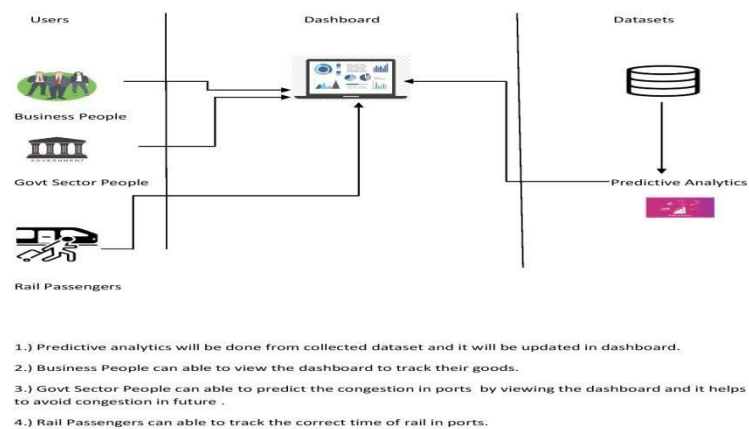 Users
Dashboard
Datasets
Business People
GOVERNMENT
Govt Sector People
Predictive Analytics
Rail Passengers
1.) Predictive analytics will be done from collected dataset and it will be updated in dashboard.
2.) Business People can able to view the dashboard to track their goods.
3.) Govt Sector People can able to predict the congestion in ports by viewing the dashboard and it helps
to avoid congestion in future .
4.) Rail Passengers can able to track the correct time of rail in ports.